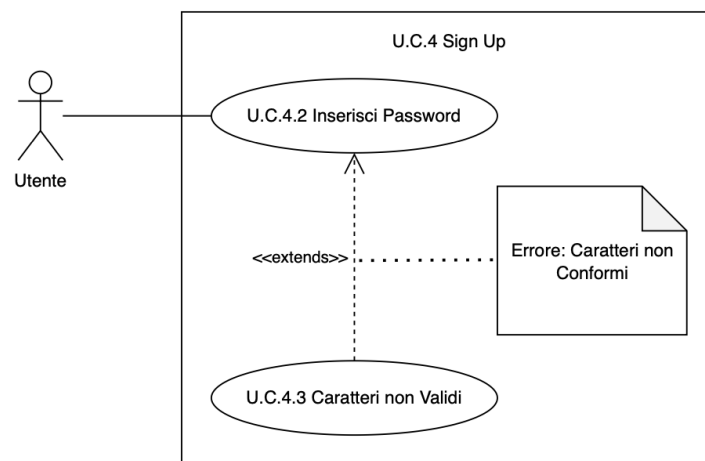 U.C.4 Sign Up
U.C.4.2 Inserisci Password
Utente
<<extends>>
Errore: Caratteri non
Conformi
U.C.4.3 Caratteri non Validi